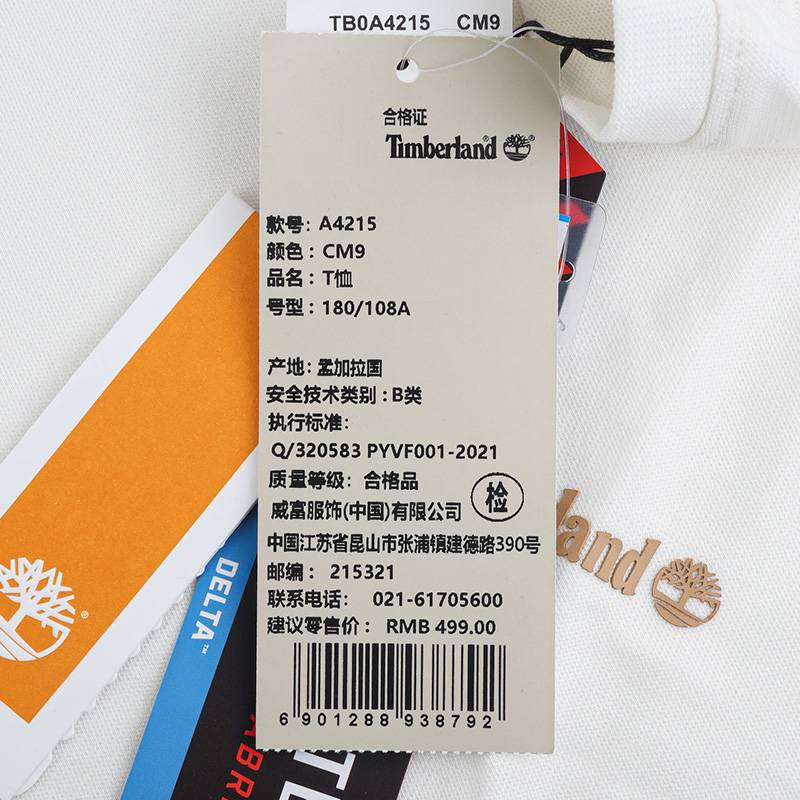 TB0A4215 CM9
合格证
Timberland®
款号: A4215
颜色: CM9
品名: T恤
号型: 180/108A
产地: 孟加拉国
安全技术类别: B类
执行标准:
Q/320583 PYVF001-2021
质量等级: 合格品
检
威富服饰(中国)有限公司
中国江苏省昆山市张浦镇建德路390号
邮编: 215321
联系电话: 021-61705600
建议零售价: RMB 499.00
6 901288 938792
land
DELTA™